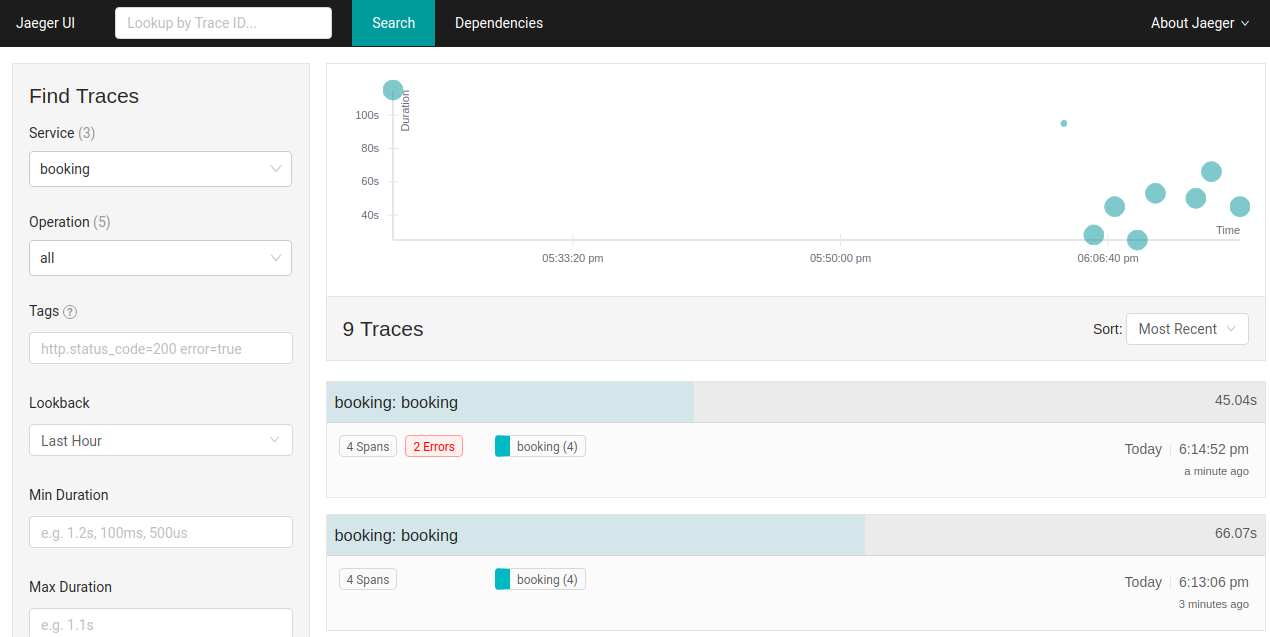 Jaeger UI
Lookup by Trace ID...
Search
Dependencies
About Jaeger
Find Traces
Service (3)
booking
Operation (5)
all
Tags ?
http.status_code=200 error=true
Lookback
Last Hour
Min Duration
e.g. 1.2s, 100ms, 500us
Max Duration
e.g. 1.1s
Duration
100s
80s
60s
40s
Time
05:33:20 pm
05:50:00 pm
06:06:40 pm
9 Traces
Sort: Most Recent
booking: booking
45.04s
4 Spans
2 Errors
booking (4)
Today
6:14:52 pm
a minute ago
booking: booking
66.07s
4 Spans
booking (4)
Today
6:13:06 pm
3 minutes ago